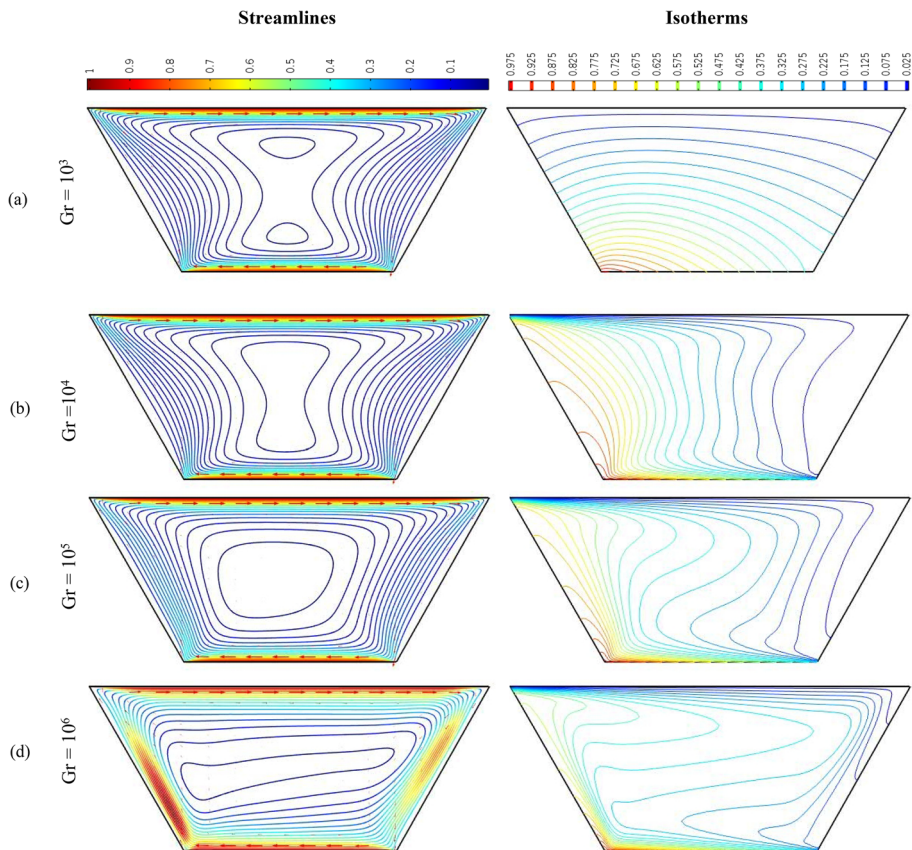 Streamlines
Isotherms
1 0.9 0.8 0.7 0.6 0.5 0.4 0.3 0.2 0.1
0.975 0.925 0.875 0.825 0.775 0.725 0.675 0.625 0.575 0.525 0.475 0.425 0.375 0.325 0.275 0.225 0.175 0.125 0.075 0.025
(a)
Gr = 10³
(b)
Gr =10⁴
(c)
Gr = 10⁵
(d)
Gr = 10⁶